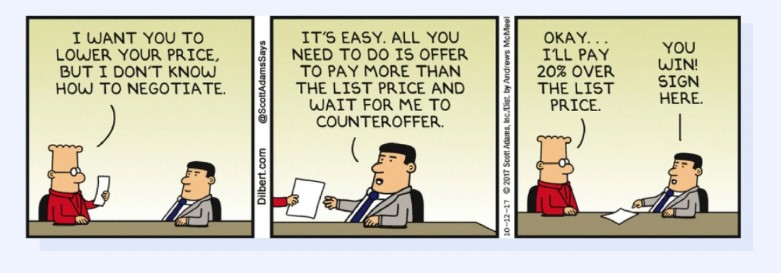 I WANT YOU TO
LOWER YOUR PRICE,
BUT I DON'T KNOW
HOW TO NEGOTIATE.
Dilbert.com @ScottAdamsSays
IT'S EASY. ALL YOU
NEED TO DO IS OFFER
TO PAY MORE THAN
THE LIST PRICE AND
WAIT FOR ME TO
COUNTEROFFER.
10-12-17 © 2017 Scott Adams, Inc./Dist. by Andrews McMeel
OKAY...
I'LL PAY
20% OVER
THE LIST
PRICE.
YOU
WIN!
SIGN
HERE.